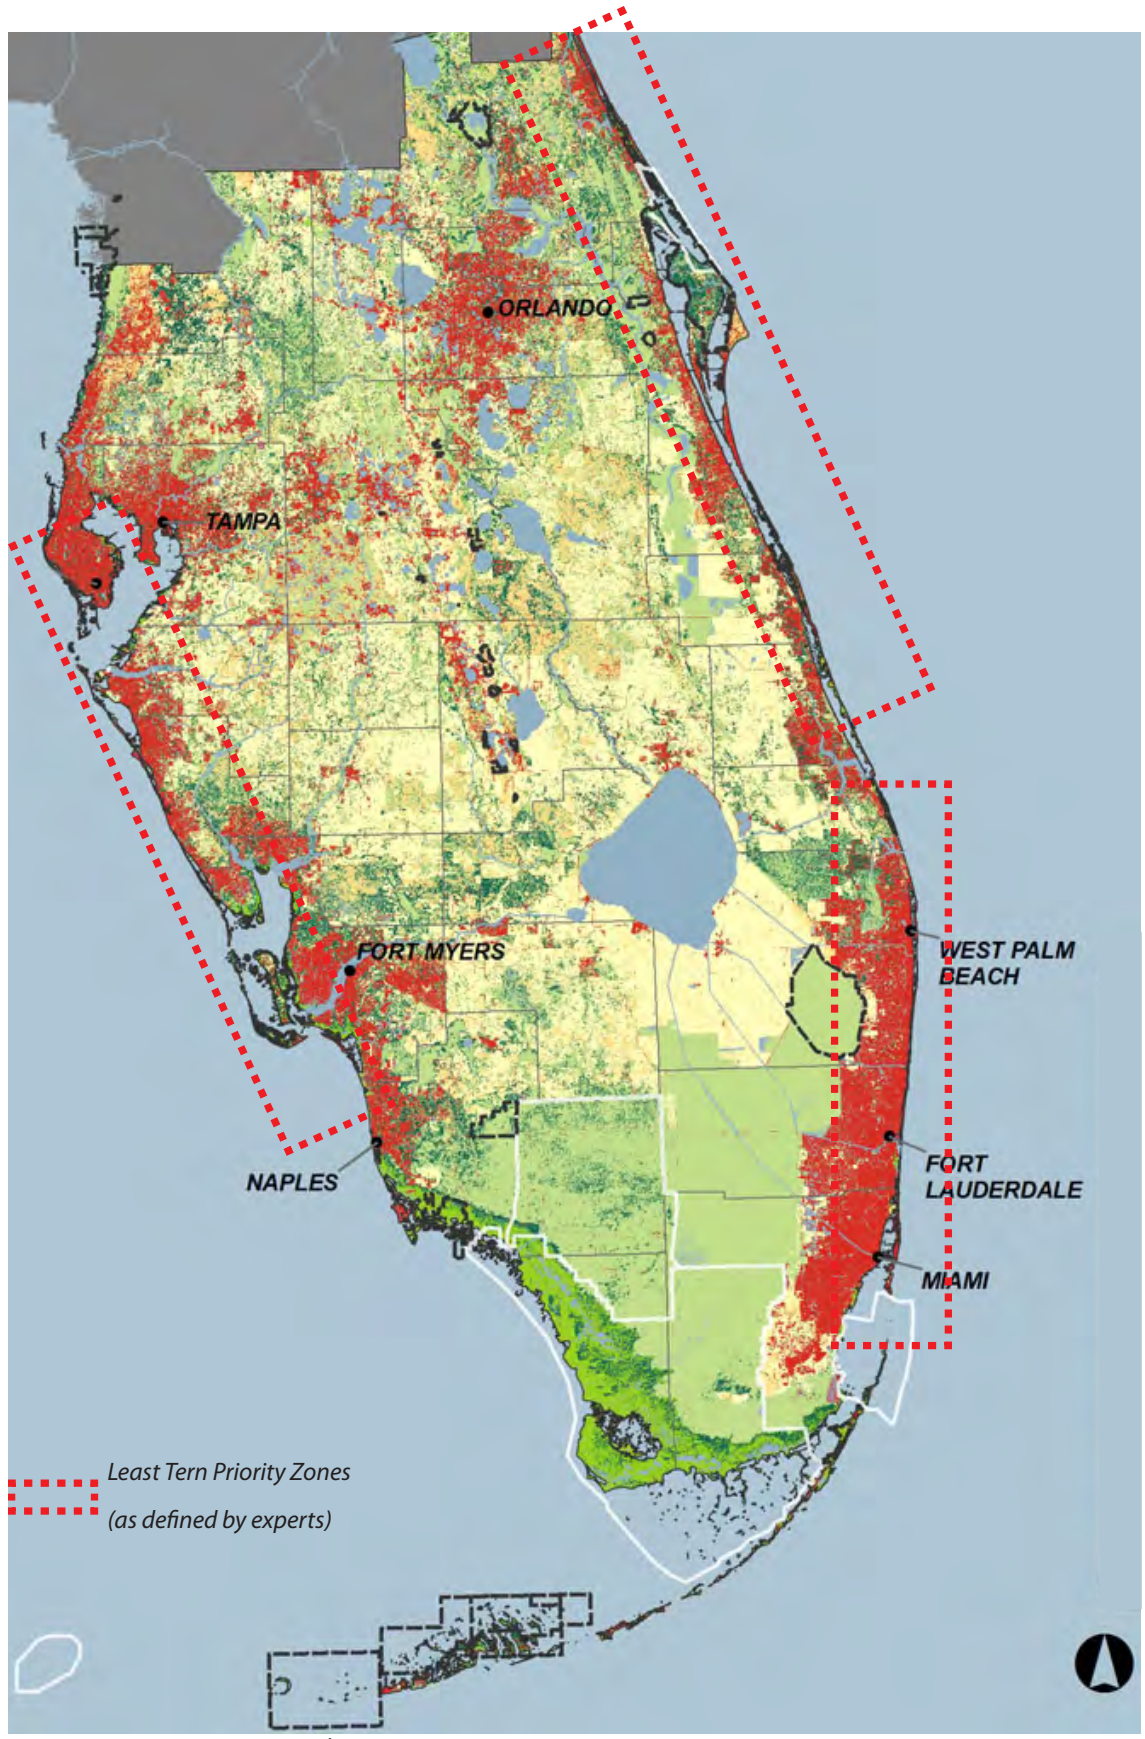 ORLANDO
TAMPA
FORT MYERS
WEST PALM
BEACH
NAPLES
FORT
LAUDERDALE
MIAMI
Least Tern Priority Zones
(as defined by experts)